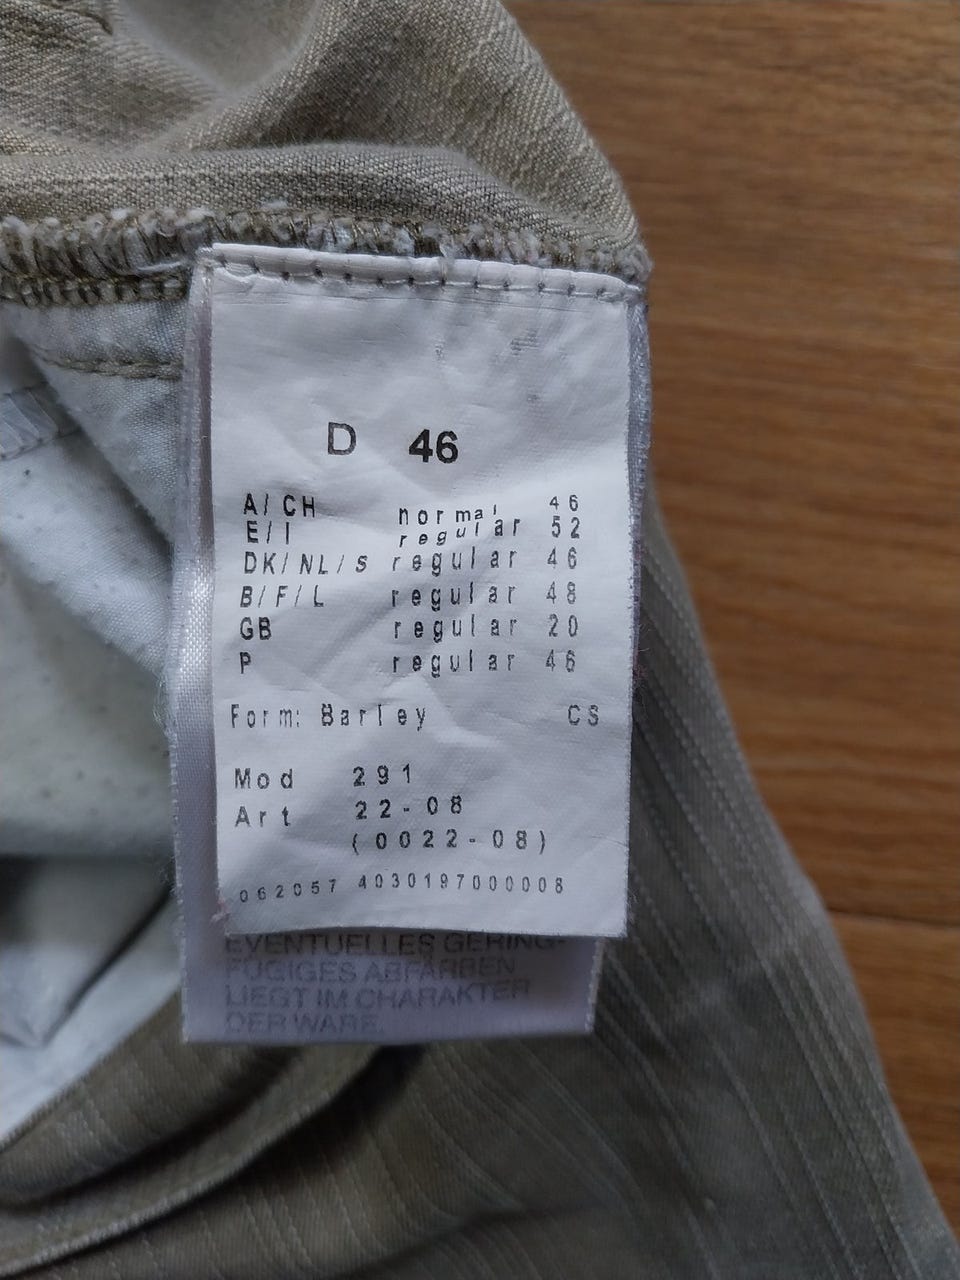 D 46
A/CH normal 46
E/I regular 52
DK/NL/S regular 46
B/F/L regular 48
GB regular 20
P regular 46
Form: Barley CS
Mod 291
Art 22-08
(0022-08)
062057 4030197000008
EVENTUELLES GERING-
FÜGIGES ABFÄRBEN
LIEGT IM CHARAKTER
DER WARE.